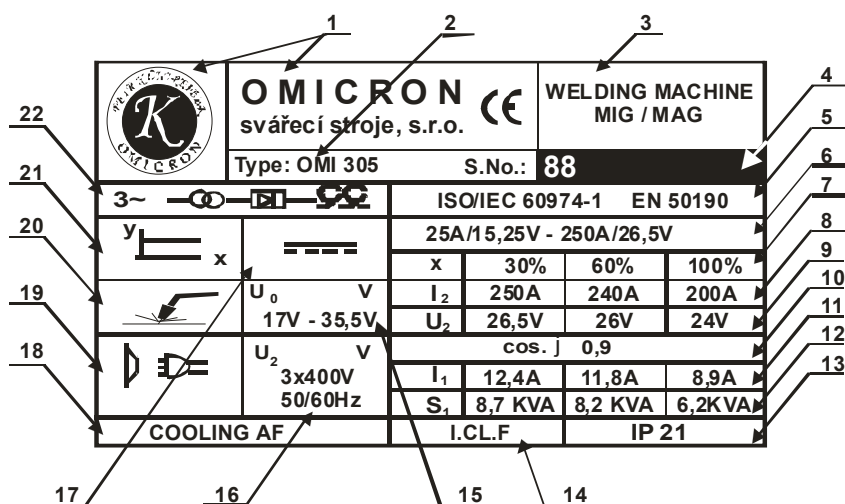 1
2
3
4
5
6
7
8
9
10
11
12
13
14
15
16
17
18
19
20
21
22
K
OMICRON
OMICRON
svářecí stroje, s.r.o.
CE
WELDING MACHINE
MIG / MAG
Type: OMI 305
S.No.: 88
3~
ISO/IEC 60974-1 EN 50190
y
x
25A/15,25V - 250A/26,5V
x 30% 60% 100%
I2 250A 240A 200A
U2 26,5V 26V 24V
U0 V
17V - 35,5V
cos. j 0,9
U2 V
3x400V
50/60Hz
I1 12,4A 11,8A 8,9A
S1 8,7 KVA 8,2 KVA 6,2KVA
COOLING AF
I.CL.F
IP 21